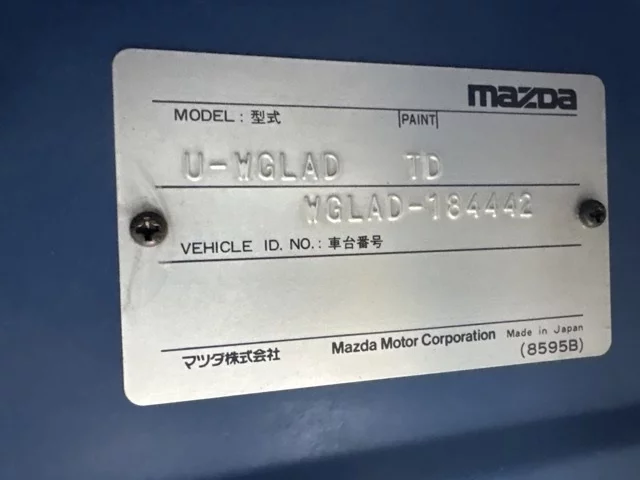 mazda
MODEL : 型式 PAINT
U-WGLAD TD
WGLAD-184442
VEHICLE ID. NO. : 車台番号
マツダ株式会社 Mazda Motor Corporation Made in Japan
(8595B)